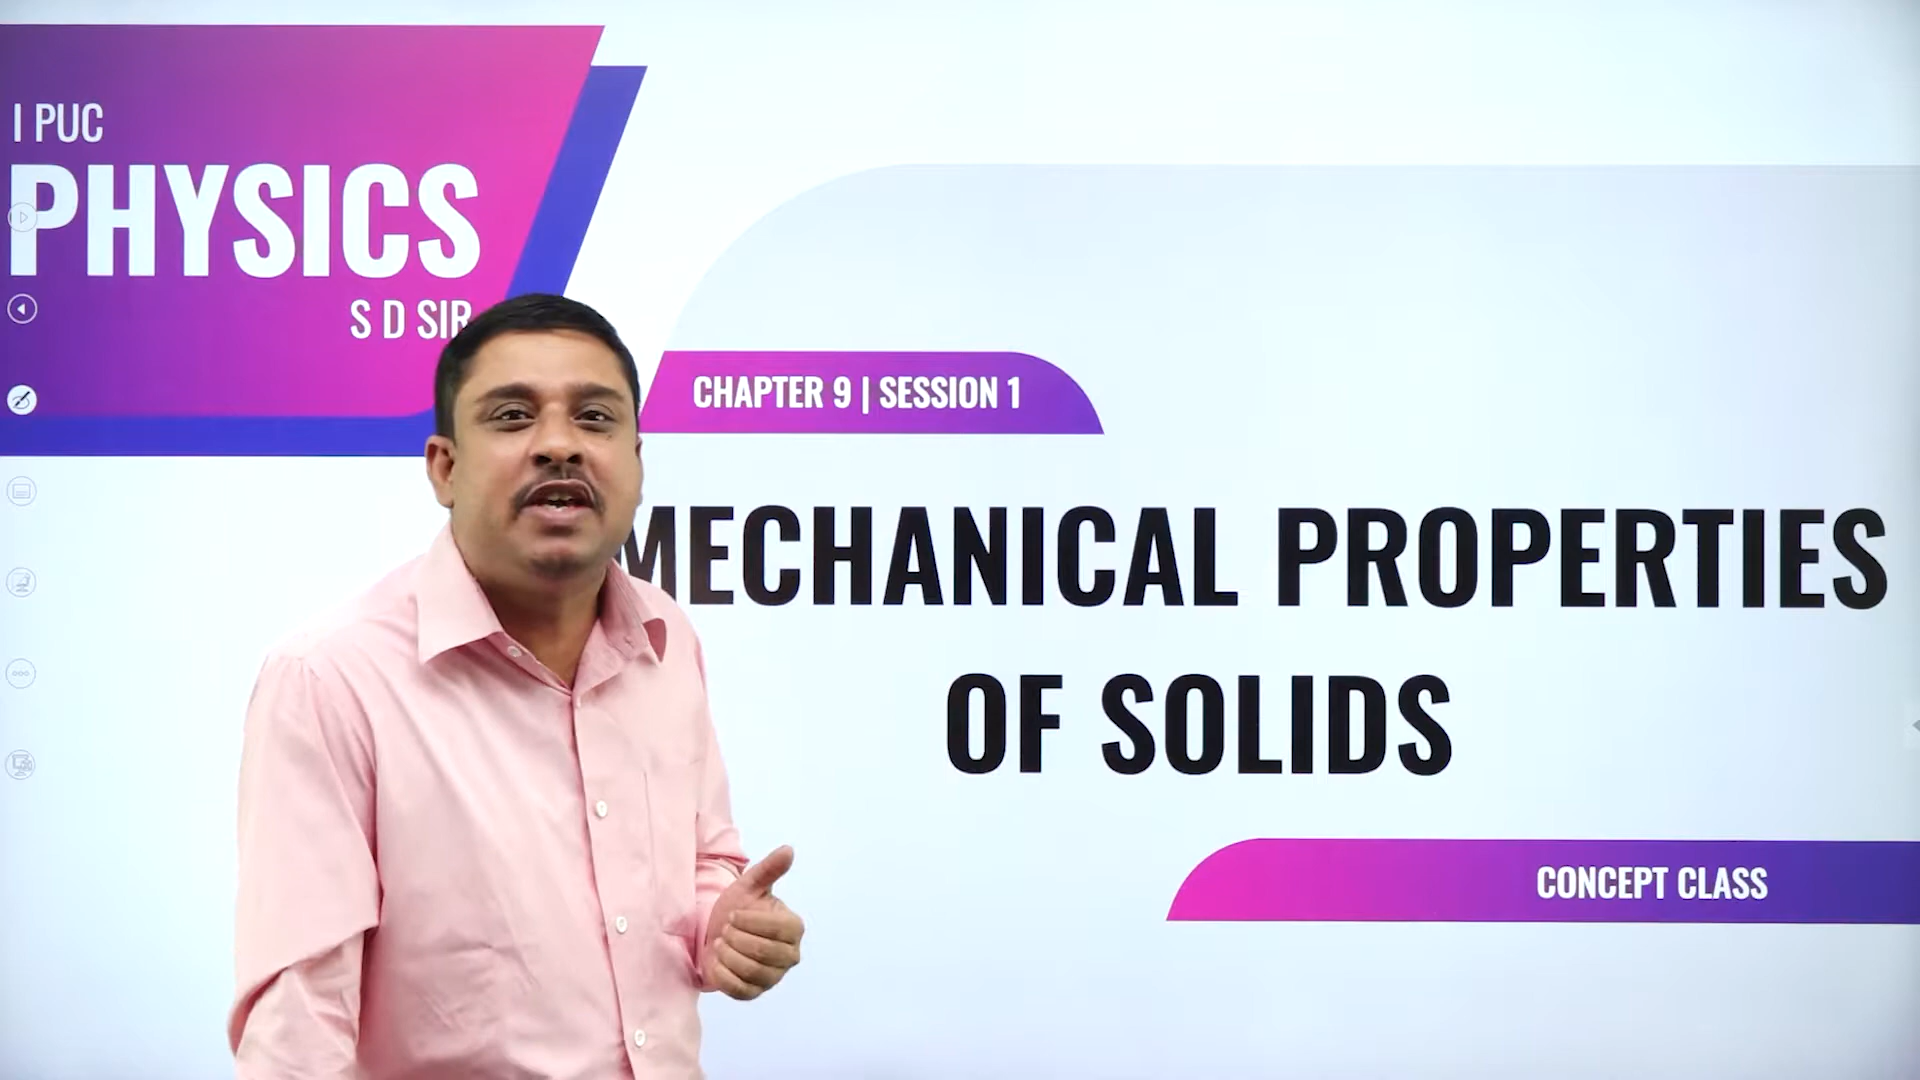 I PUC
PHYSICS
S D SIR
CHAPTER 9 | SESSION 1
MECHANICAL PROPERTIES
OF SOLIDS
CONCEPT CLASS